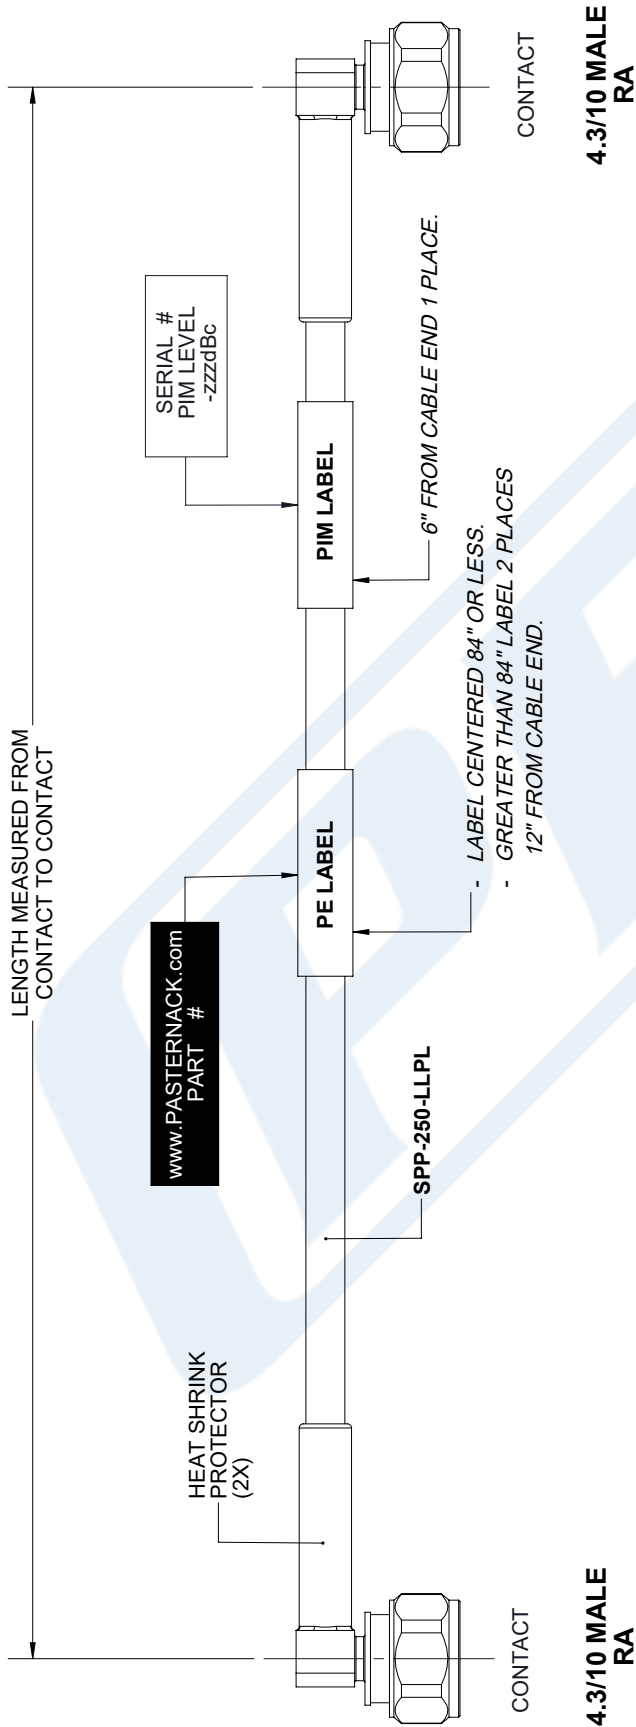 LENGTH MEASURED FROM
CONTACT TO CONTACT
HEAT SHRINK
PROTECTOR
(2X)
www.PASTERNACK.com
PART #
SERIAL #
PIM LEVEL
-zzzdBc
PE LABEL
PIM LABEL
SPP-250-LLPL
6" FROM CABLE END 1 PLACE.
- LABEL CENTERED 84" OR LESS.
- GREATER THAN 84" LABEL 2 PLACES
12" FROM CABLE END.
CONTACT
CONTACT
4.3/10 MALE
RA
4.3/10 MALE
RA